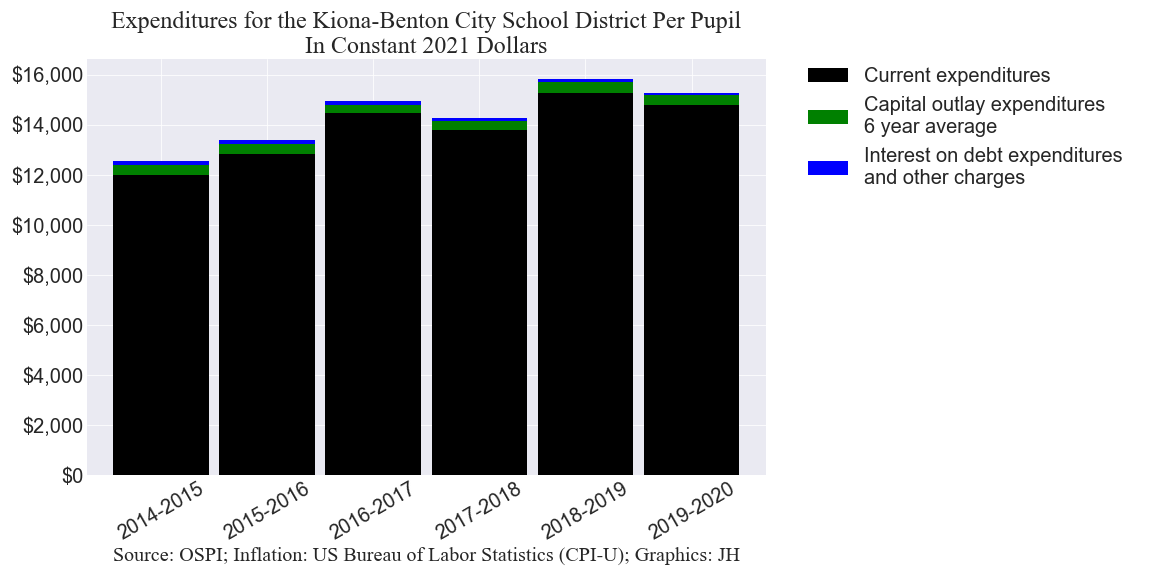 Expenditures for the Kiona-Benton City School District Per Pupil
In Constant 2021 Dollars
$16,000
$14,000
$12,000
$10,000
$8,000
$6,000
$4,000
$2,000
$0
2014-2015
2015-2016
2016-2017
2017-2018
2018-2019
2019-2020
Source: OSPI; Inflation: US Bureau of Labor Statistics (CPI-U); Graphics: JH
Current expenditures
Capital outlay expenditures
6 year average
Interest on debt expenditures
and other charges